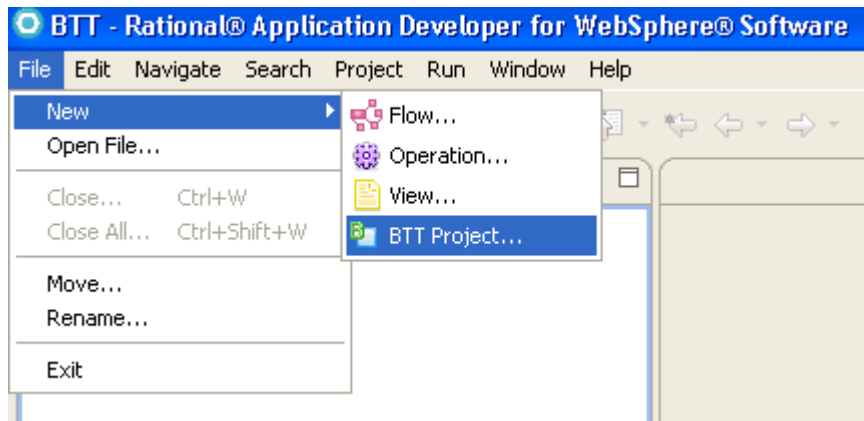 BTT - Rational® Application Developer for WebSphere® Software
File Edit Navigate Search Project Run Window Help
New
Open File...
Close... Ctrl+W
Close All... Ctrl+Shift+W
Move...
Rename...
Exit
Flow...
Operation...
View...
BTT Project...